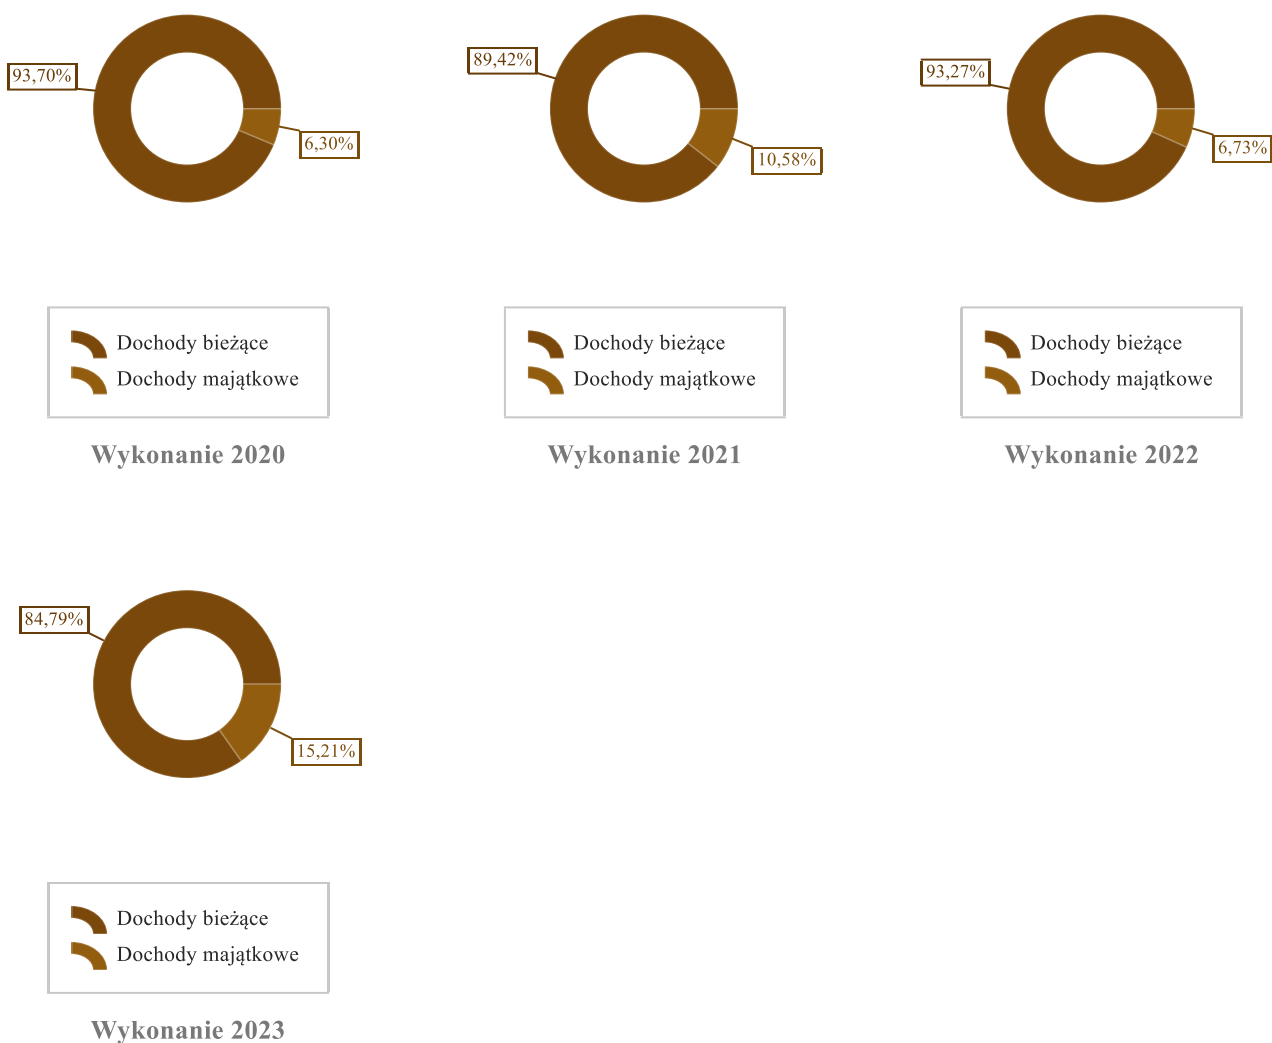 93,70%
6,30%
Dochody bieżące
Dochody majątkowe
Wykonanie 2020
89,42%
10,58%
Dochody bieżące
Dochody majątkowe
Wykonanie 2021
93,27%
6,73%
Dochody bieżące
Dochody majątkowe
Wykonanie 2022
84,79%
15,21%
Dochody bieżące
Dochody majątkowe
Wykonanie 2023